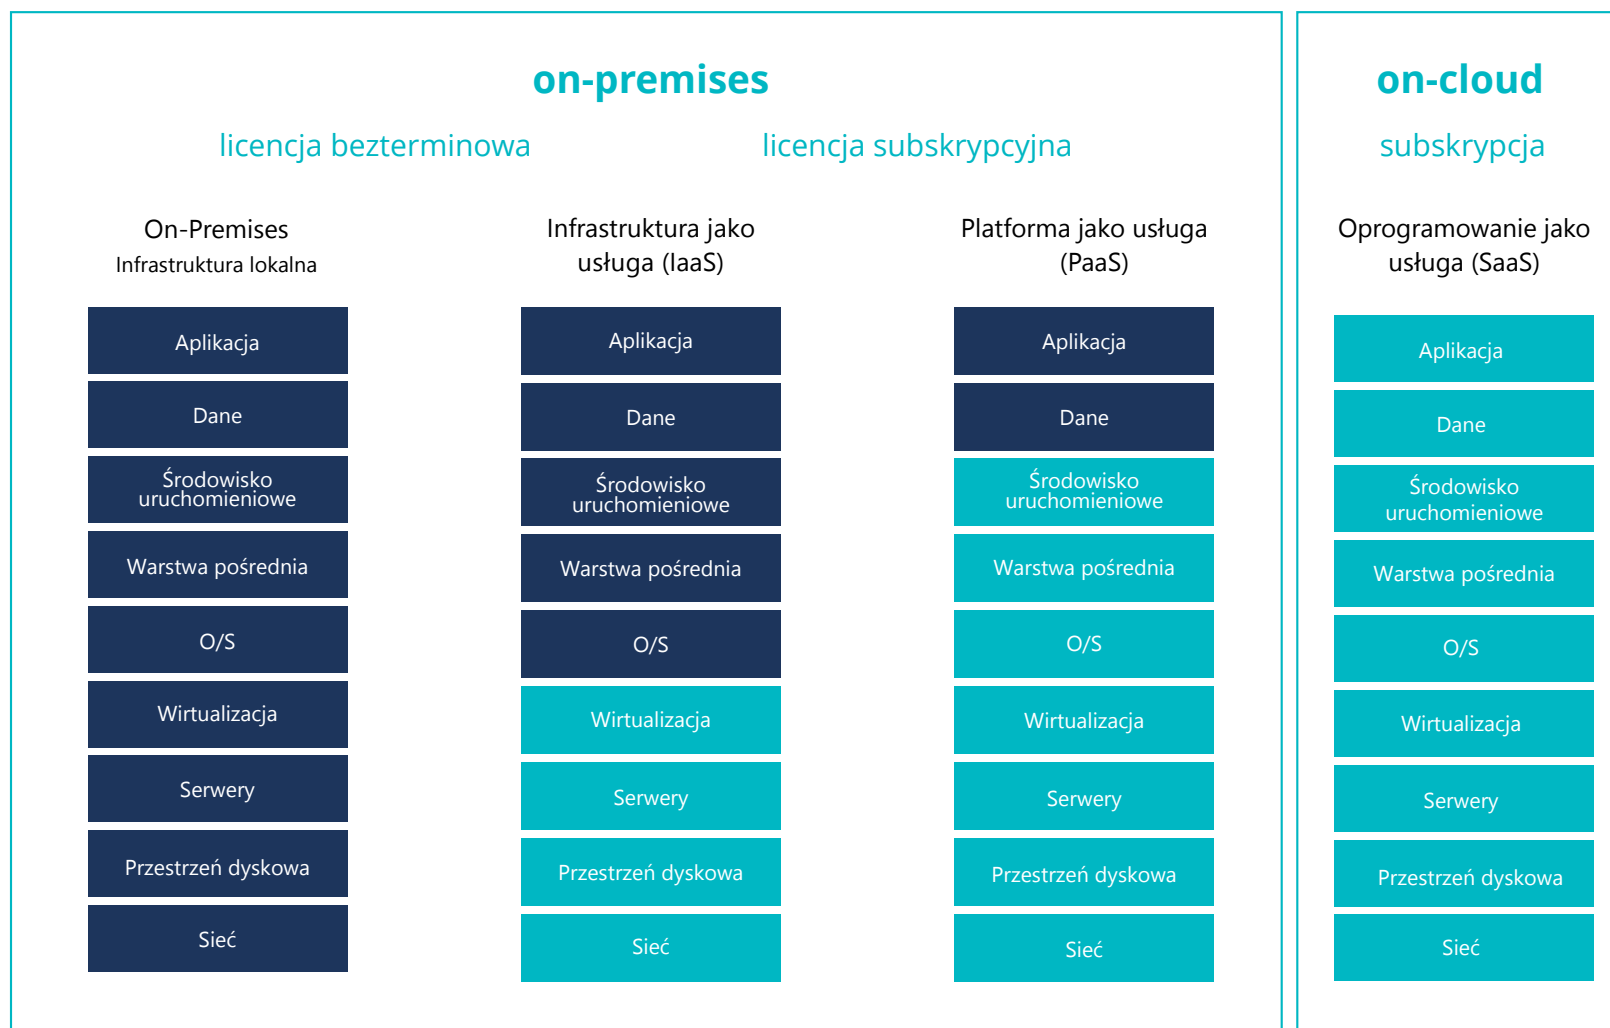 on-premises
licencja bezterminowa
licencja subskrypcyjna
On-Premises
Infrastruktura lokalna
Aplikacja
Dane
Środowisko
uruchomieniowe
Warstwa pośrednia
O/S
Wirtualizacja
Serwery
Przestrzeń dyskowa
Sieć
Infrastruktura jako
usługa (IaaS)
Aplikacja
Dane
Środowisko
uruchomieniowe
Warstwa pośrednia
O/S
Wirtualizacja
Serwery
Przestrzeń dyskowa
Sieć
Platforma jako usługa
(PaaS)
Aplikacja
Dane
Środowisko
uruchomieniowe
Warstwa pośrednia
O/S
Wirtualizacja
Serwery
Przestrzeń dyskowa
Sieć
on-cloud
subskrypcja
Oprogramowanie jako
usługa (SaaS)
Aplikacja
Dane
Środowisko
uruchomieniowe
Warstwa pośrednia
O/S
Wirtualizacja
Serwery
Przestrzeń dyskowa
Sieć